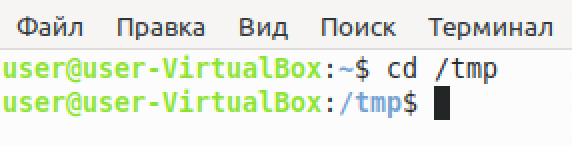 Файл Правка Вид Поиск Терминал
user@user-VirtualBox:~$ cd /tmp
user@user-VirtualBox:/tmp$